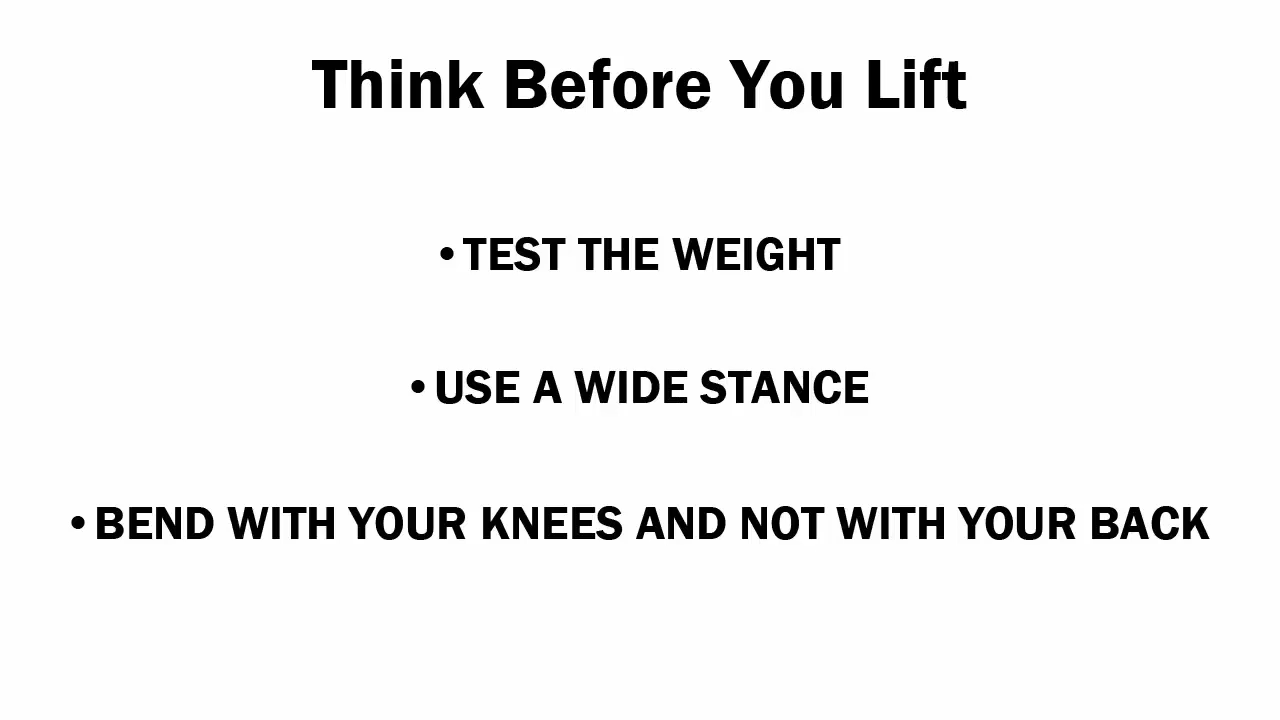 Think Before You Lift
•TEST THE WEIGHT
•USE A WIDE STANCE
•BEND WITH YOUR KNEES AND NOT WITH YOUR BACK